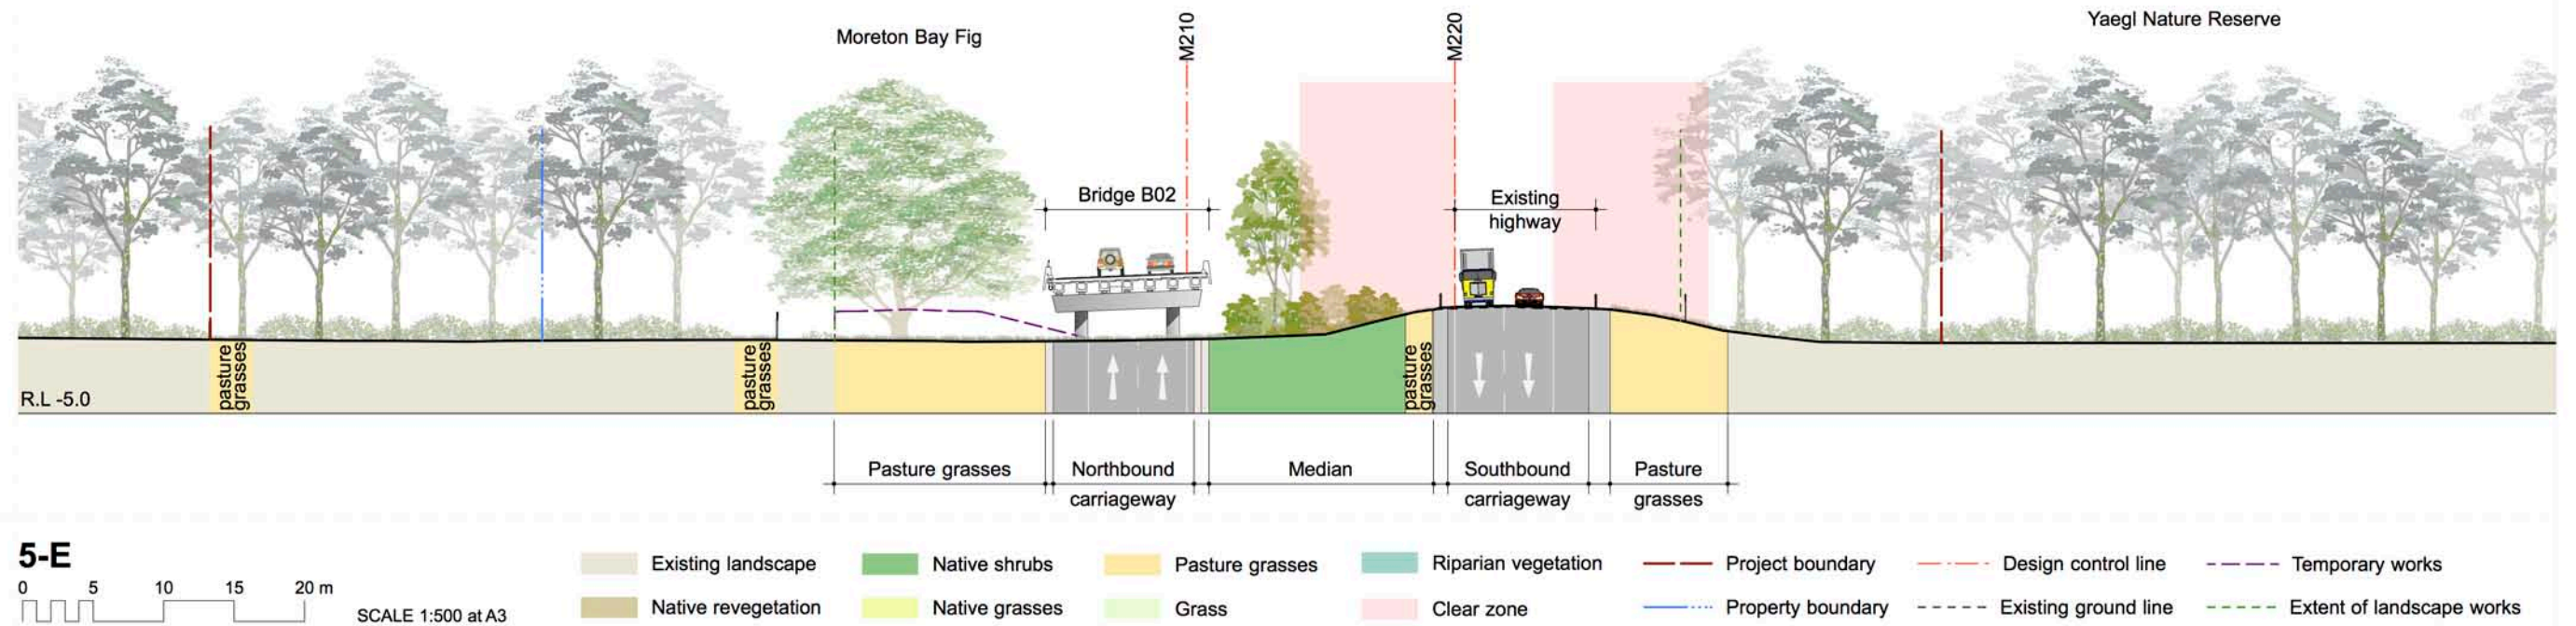 Yaegl Nature Reserve
Moreton Bay Fig
M210
M220
Bridge B02
Existing
highway
pasture
grasses
pasture
grasses
pasture
grasses
R.L -5.0
Pasture grasses
Northbound
carriageway
Median
Southbound
carriageway
Pasture
grasses
5-E
0 5 10 15 20 m
SCALE 1:500 at A3
Existing landscape
Native revegetation
Native shrubs
Native grasses
Pasture grasses
Grass
Riparian vegetation
Clear zone
Project boundary
Property boundary
Design control line
Existing ground line
Temporary works
Extent of landscape works